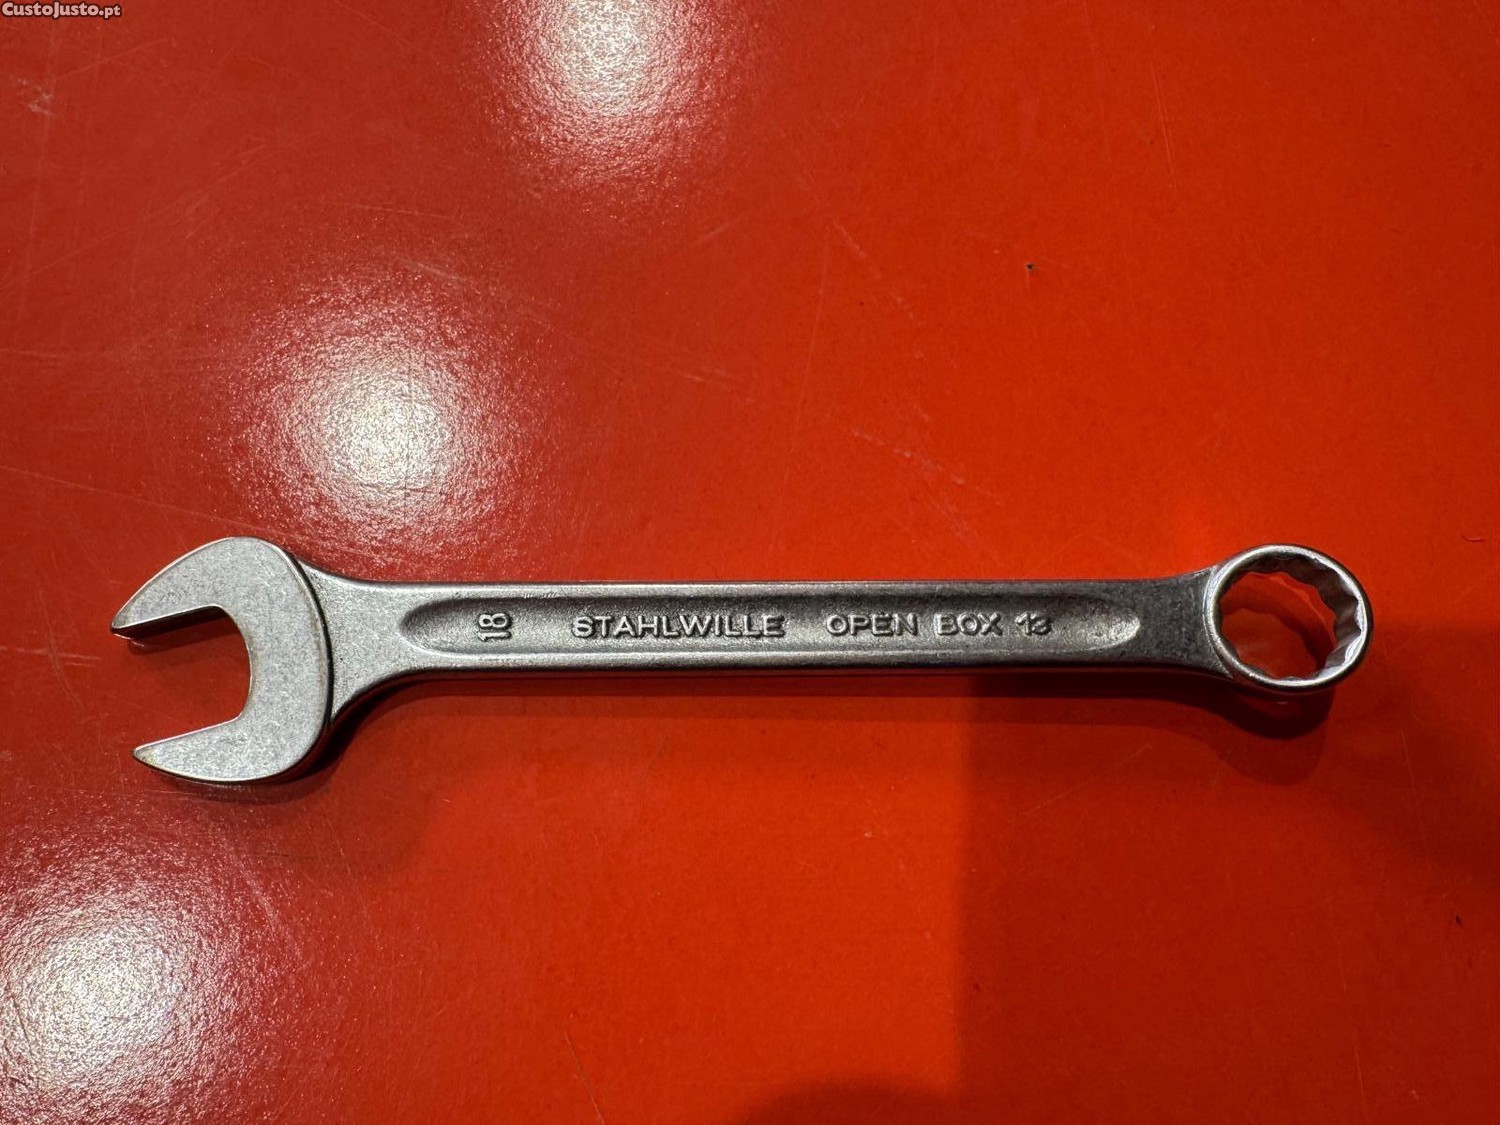 CustoJusto.pt
18
STAHLWILLE OPEN BOX 13